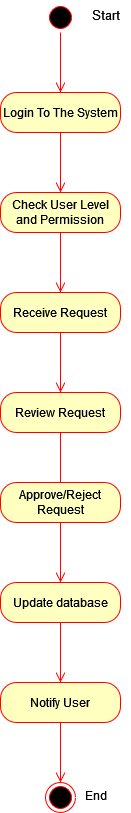 Start
Login To The System
Check User Level
and Permission
Receive Request
Review Request
Approve/Reject
Request
Update database
Notify User
End